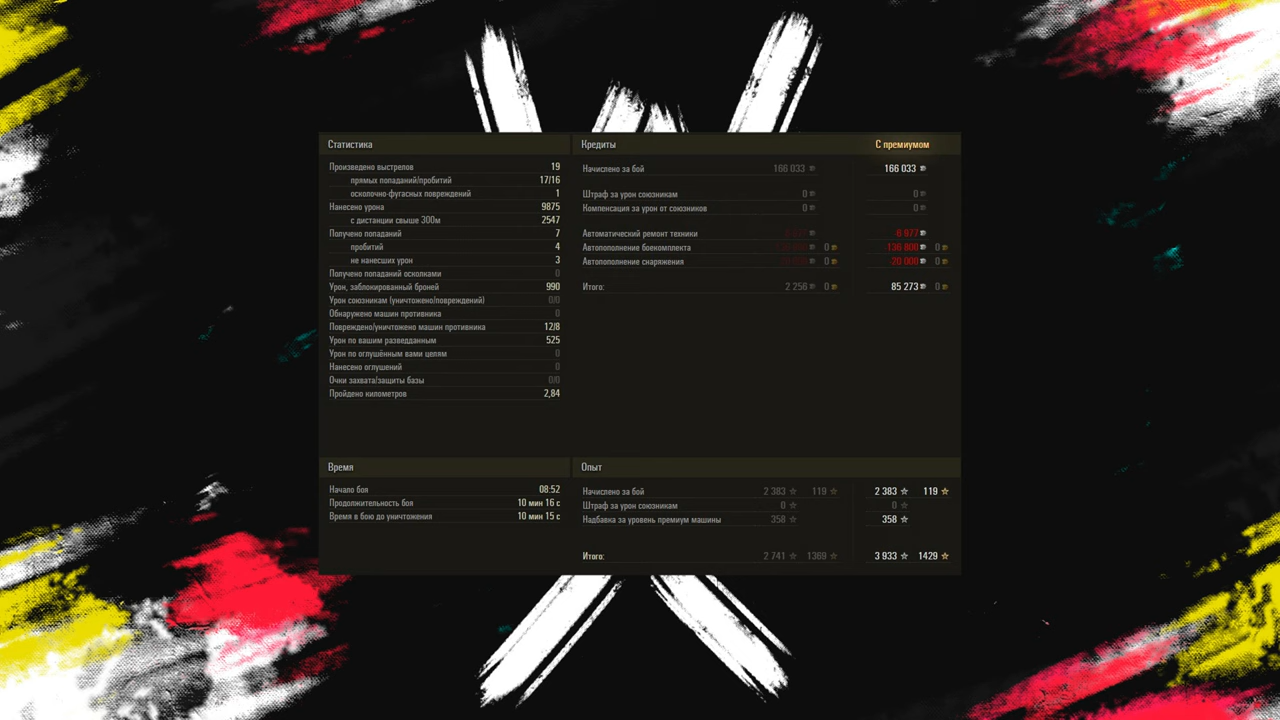 Статистика
Произведено выстрелов 19
прямых попаданий/пробитий 17/16
осколочно-фугасных повреждений 1
Нанесено урона 9875
с дистанции свыше 300м 2547
Получено попаданий 7
пробитий 4
не нанесших урон 3
Получено попаданий осколками 0
Урон, заблокированный броней 990
Урон союзникам (уничтожено/повреждений) 0/0
Обнаружено машин противника 0
Повреждено/уничтожено машин противника 12/8
Урон по вашим разведданным 525
Урон по оглушённым вами целям 0
Нанесено оглушений 0
Очки захвата/защиты базы 0/0
Пройдено километров 2,84
Кредиты С премиумом
Начислено за бой 166 033 166 033
Штраф за урон союзникам 0 0
Компенсация за урон от союзников 0 0
Автоматический ремонт техники -6 977
Автопополнение боекомплекта 0 -136 800 0
Автопополнение снаряжения 0 -20 000 0
Итого: 2 256 0 85 273 0
Время
Начало боя 08:52
Продолжительность боя 10 мин 16 с
Время в бою до уничтожения 10 мин 15 с
Опыт
Начислено за бой 2 383 119 2 383 119
Штраф за урон союзникам 0 0
Надбавка за уровень премиум машины 358 358
Итого: 2 741 1369 3 933 1429